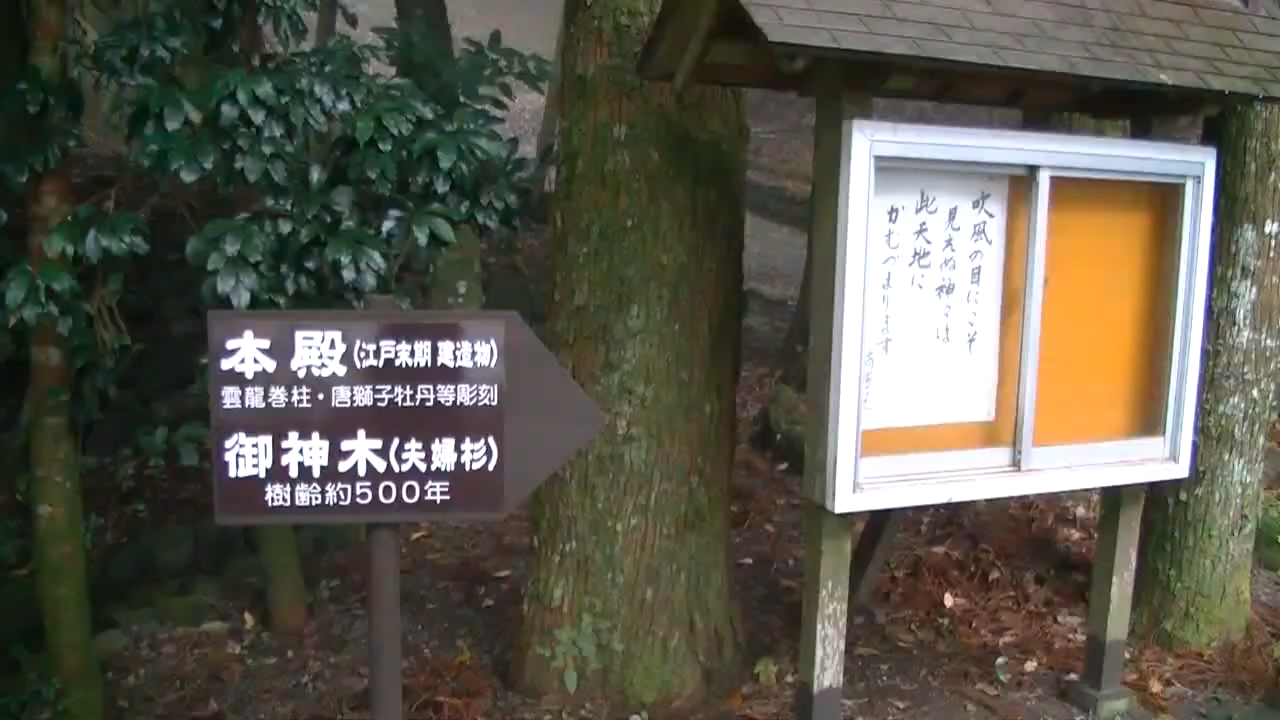 本殿(江戸末期 建造物)
雲龍巻柱・唐獅子牡丹等彫刻
御神木(夫婦杉)
樹齢約500年
吹風の目にこそ
見えぬ神々は
此天地に
かむづまります